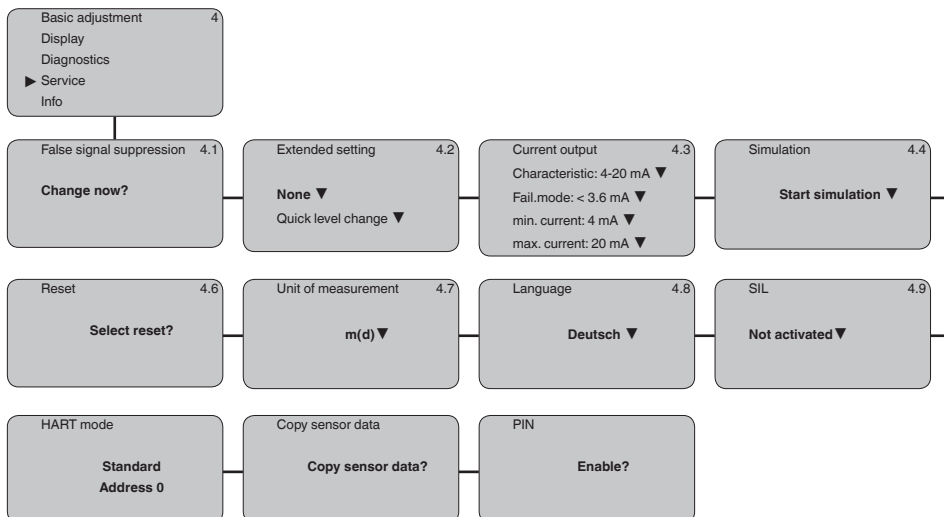 Basic adjustment 4
Display
Diagnostics
▶ Service
Info
False signal suppression 4.1
Change now?
Extended setting 4.2
None ▼
Quick level change ▼
Current output 4.3
Characteristic: 4-20 mA ▼
Fail.mode: < 3.6 mA ▼
min. current: 4 mA ▼
max. current: 20 mA ▼
Simulation 4.4
Start simulation ▼
Reset 4.6
Select reset?
Unit of measurement 4.7
m(d) ▼
Language 4.8
Deutsch ▼
SIL 4.9
Not activated ▼
HART mode
Standard
Address 0
Copy sensor data
Copy sensor data?
PIN
Enable?